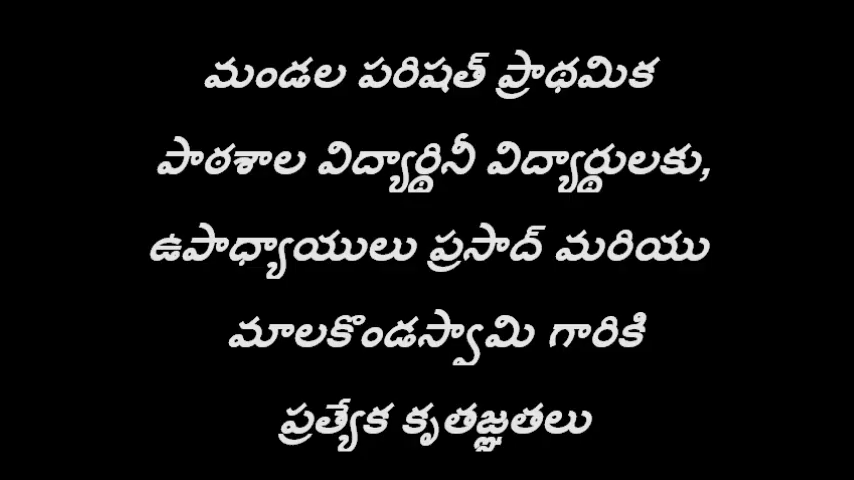 మండల పరిషత్ ప్రాథమిక
పాఠశాల విద్యార్థినీ విద్యార్థులకు,
ఉపాధ్యాయులు ప్రసాద్ మరియు
మాలకొండస్వామి గారికి
ప్రత్యేక కృతజ్ఞతలు